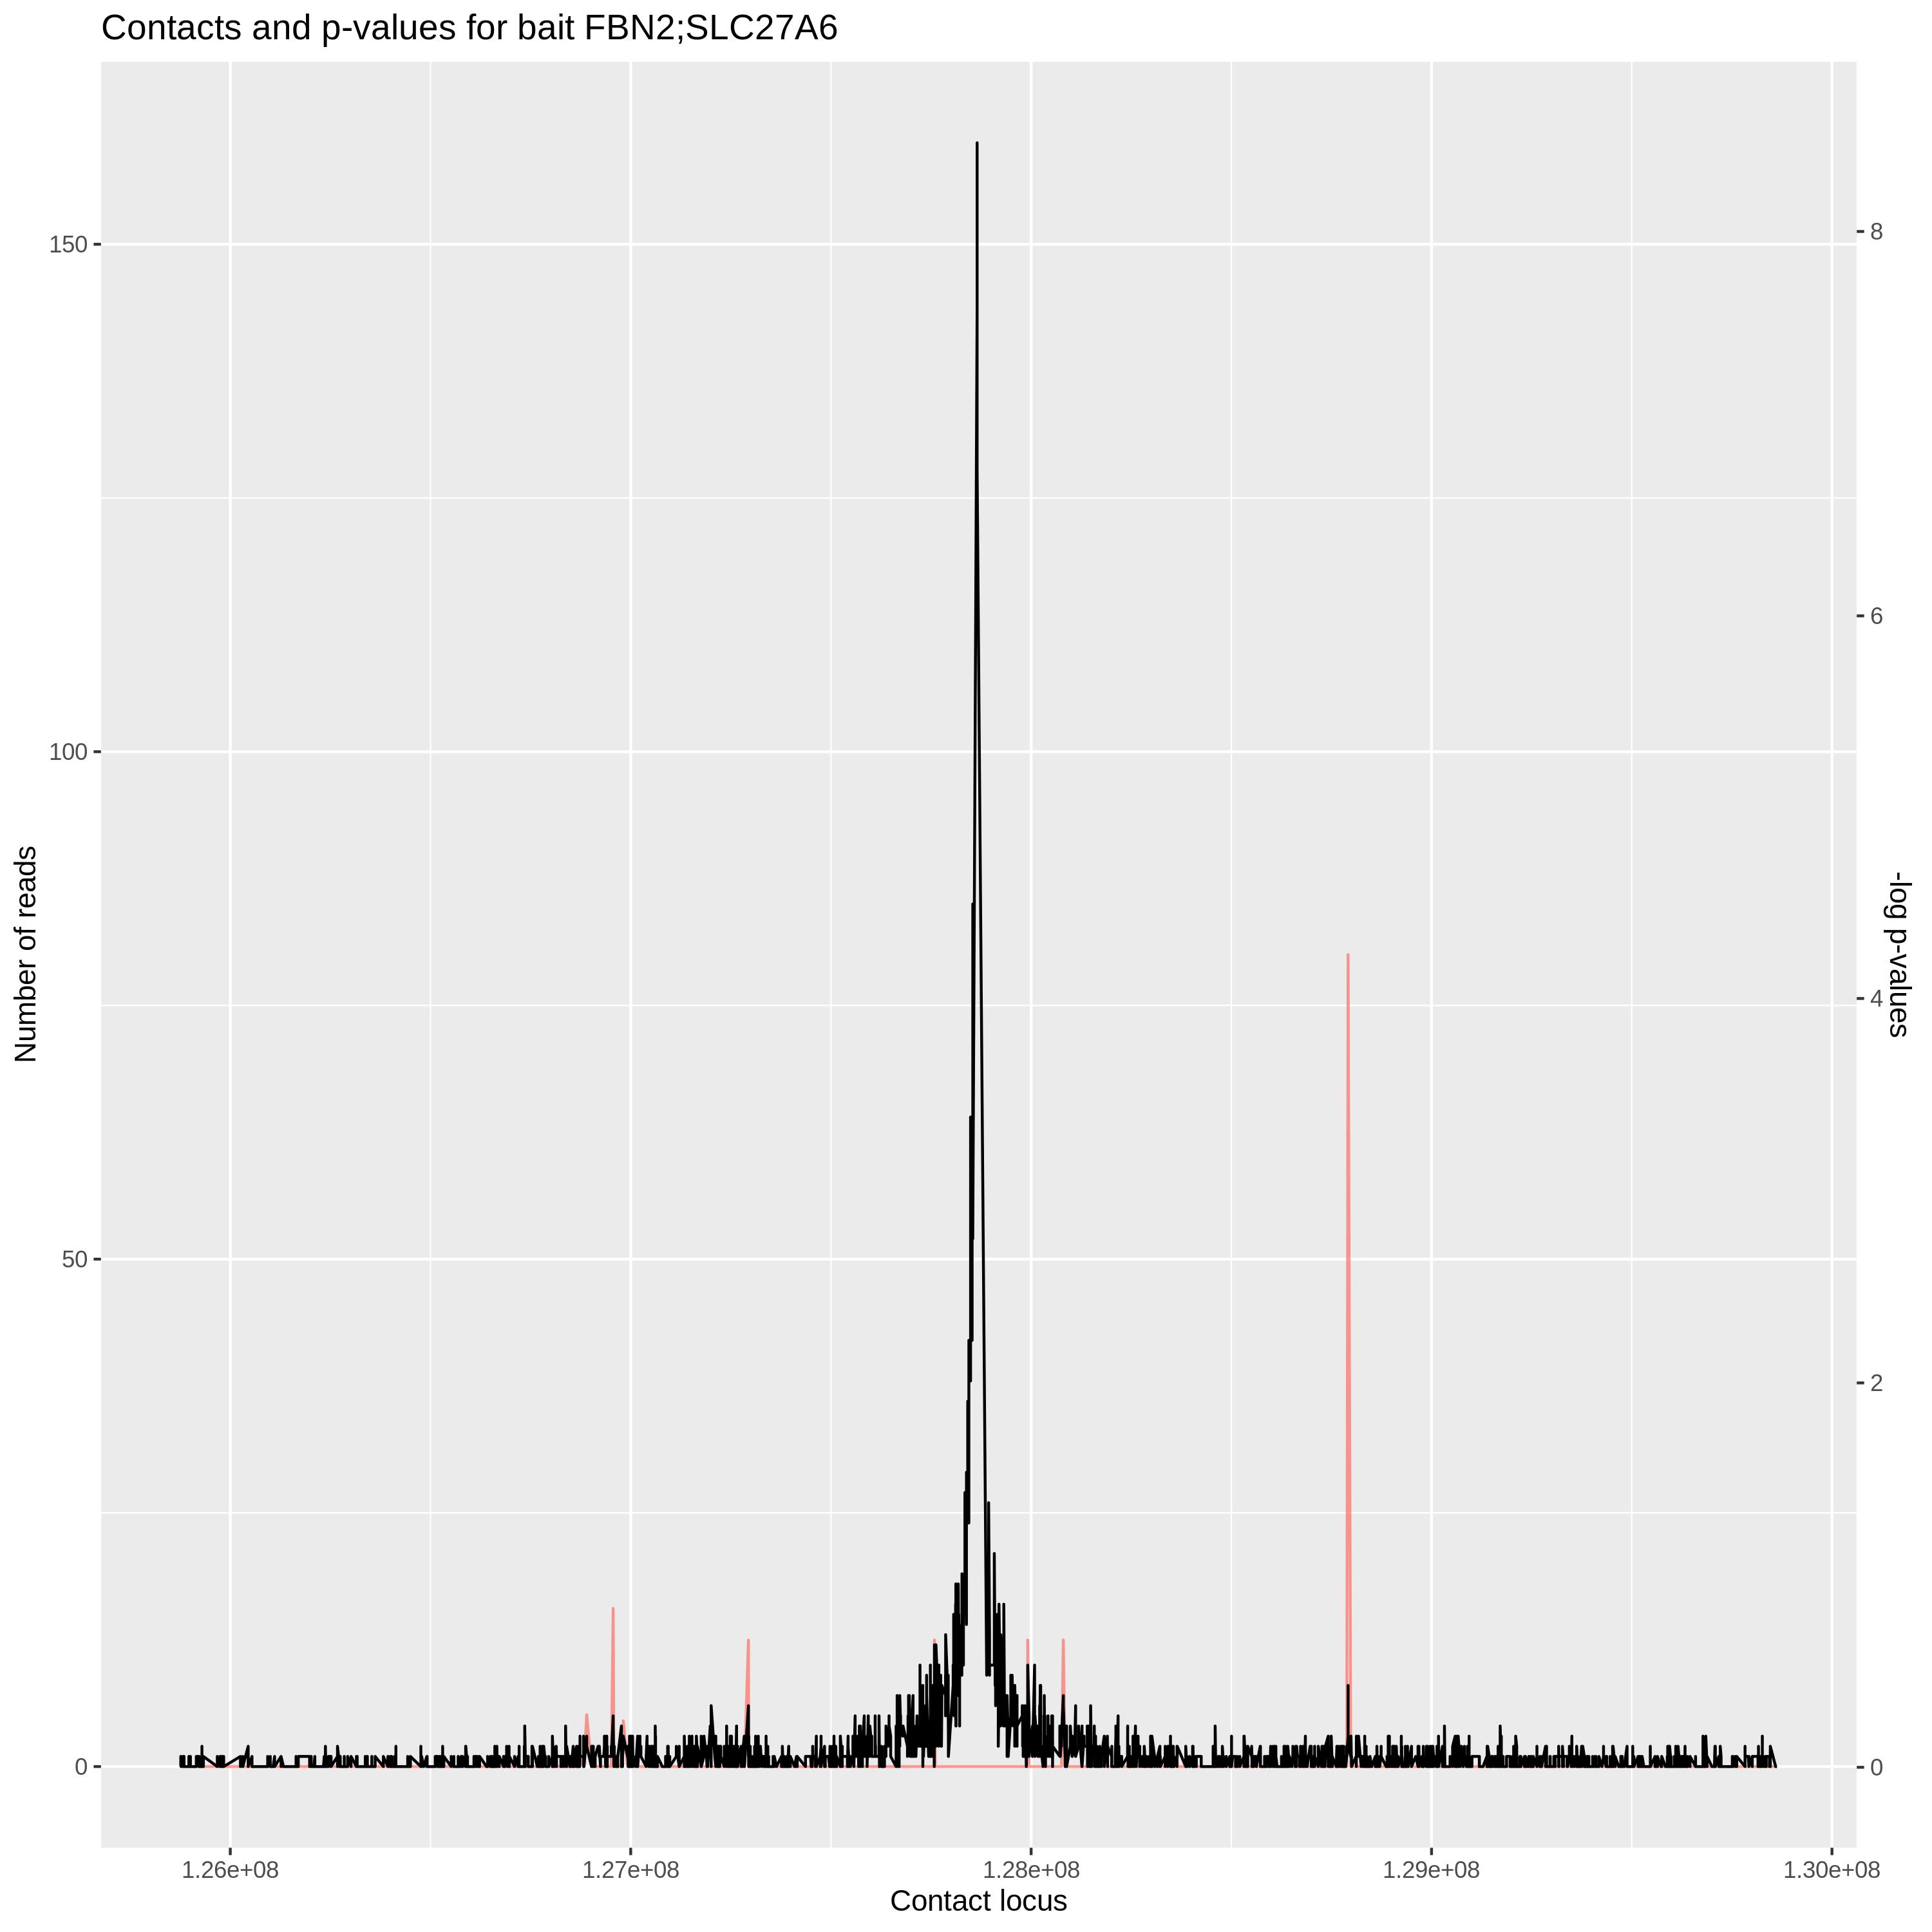 Contacts and p-values for bait FBN2;SLC27A6
150
100
50
0
Number of reads
8
6
4
2
0
-log p-values
1.26e+08
1.27e+08
1.28e+08
1.29e+08
1.30e+08
Contact locus